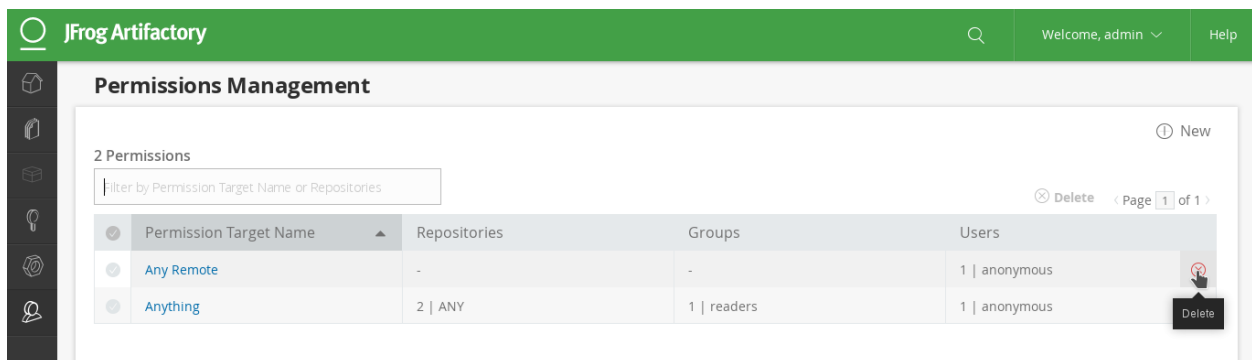 JFrog Artifactory
Welcome, admin
Help
Permissions Management
New
2 Permissions
Filter by Permission Target Name or Repositories
Delete
Page 1 of 1
Permission Target Name Repositories Groups Users
Any Remote - - 1 | anonymous
Anything 2 | ANY 1 | readers 1 | anonymous
Delete